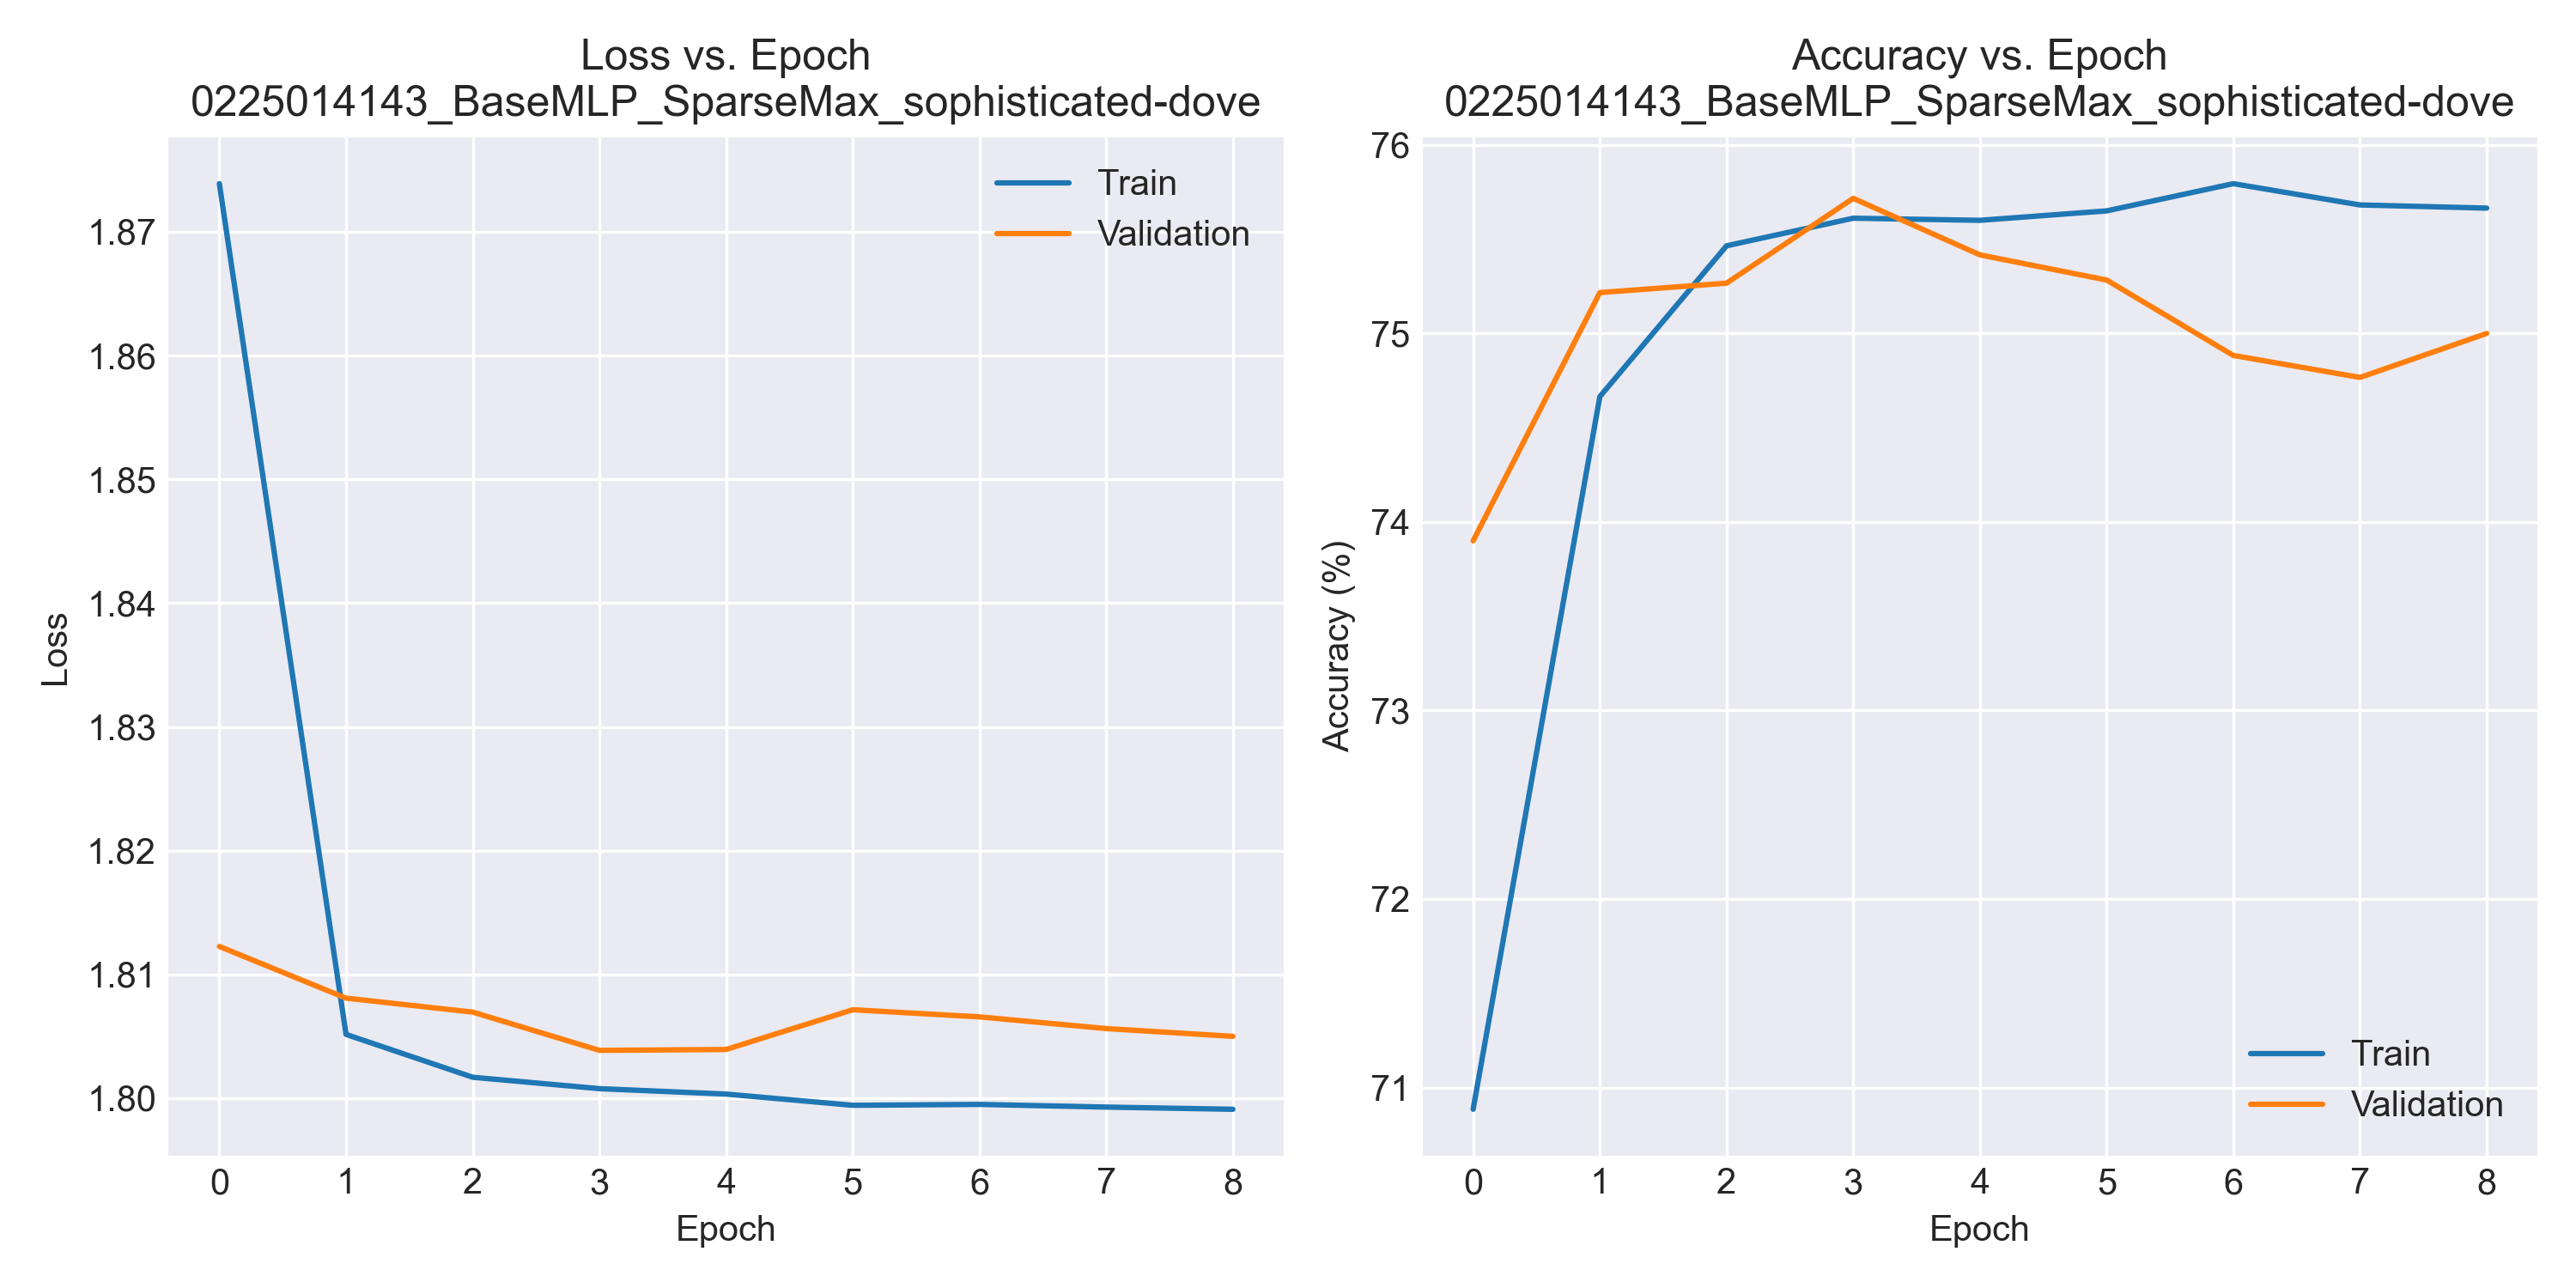 Loss vs. Epoch
0225014143_BaseMLP_SparseMax_sophisticated-dove
Train
Validation
1.87
1.86
1.85
1.84
1.83
1.82
1.81
1.80
Loss
0 1 2 3 4 5 6 7 8
Epoch
Accuracy vs. Epoch
0225014143_BaseMLP_SparseMax_sophisticated-dove
76
75
74
73
72
71
Accuracy (%)
Train
Validation
0 1 2 3 4 5 6 7 8
Epoch